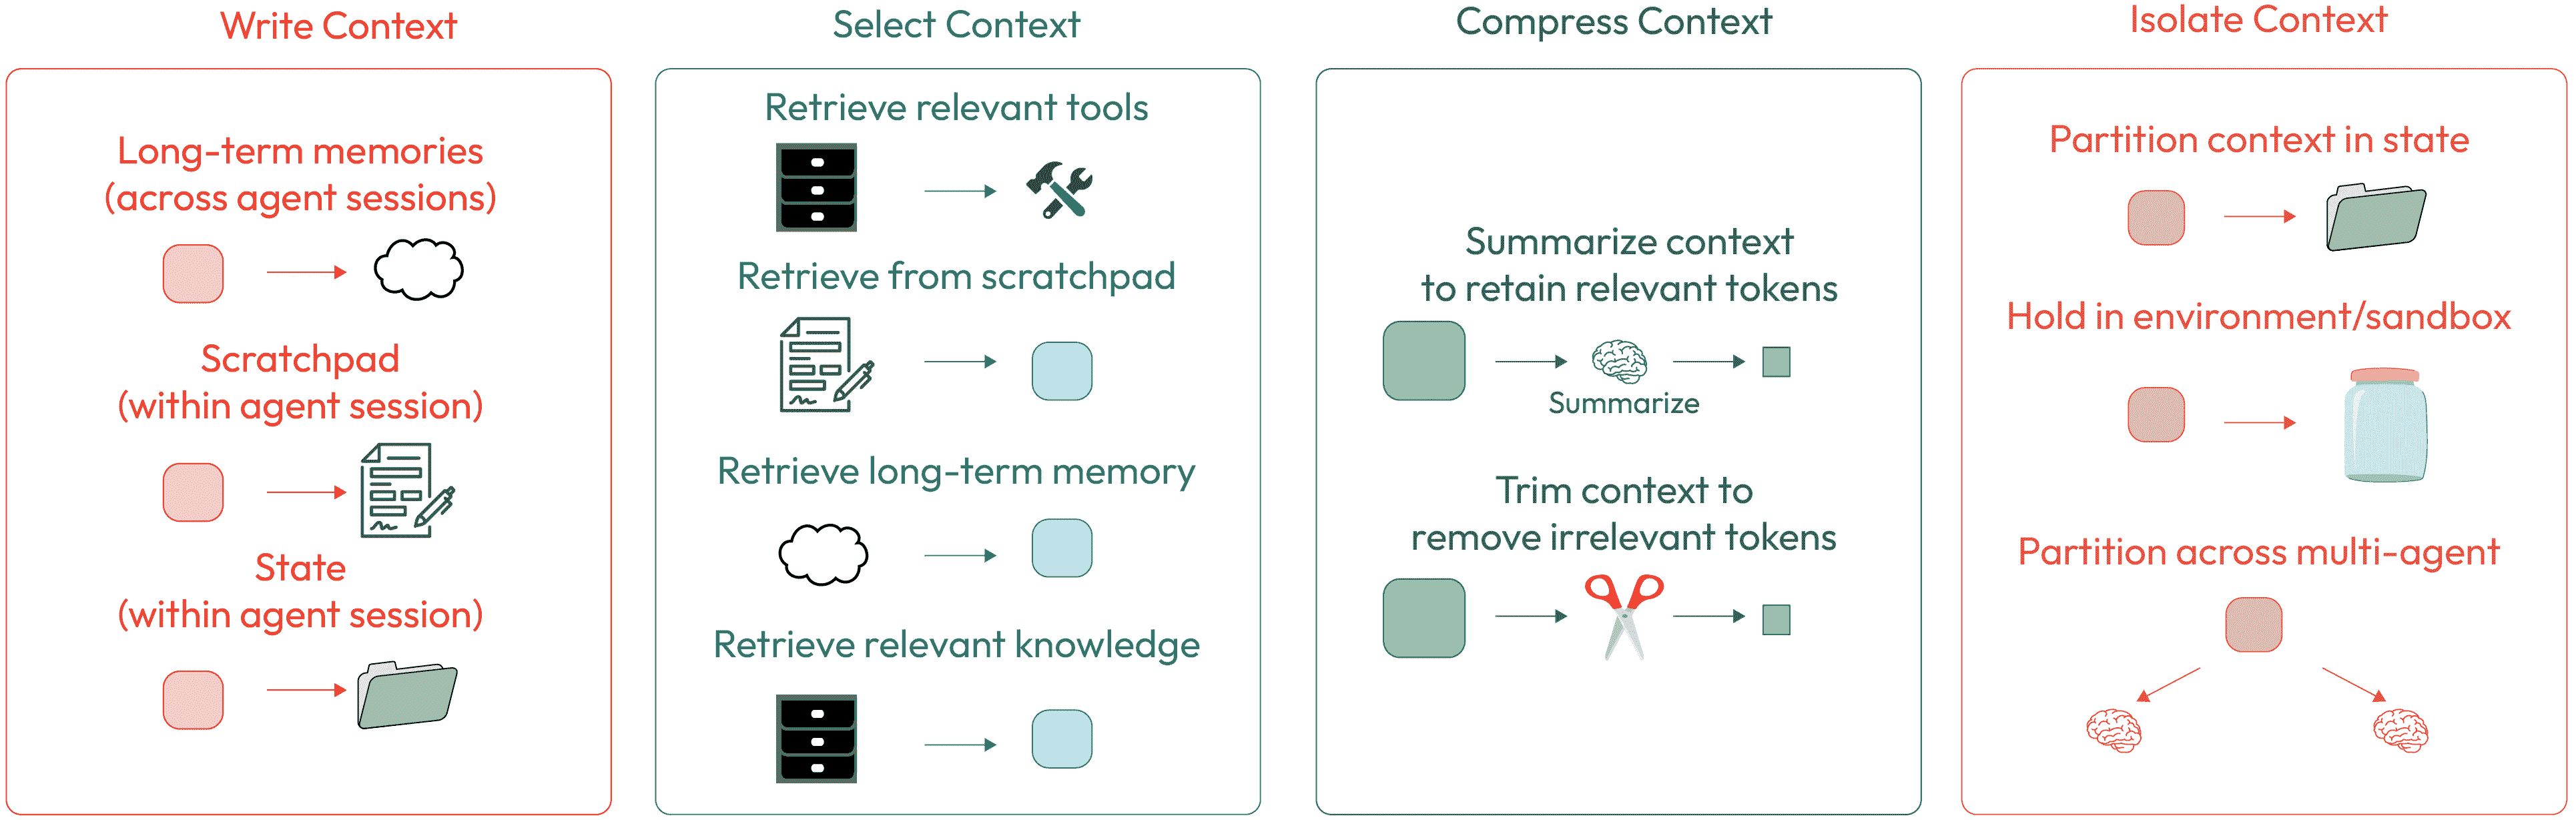 Write Context
Long-term memories
(across agent sessions)
Scratchpad
(within agent session)
State
(within agent session)
Select Context
Retrieve relevant tools
Retrieve from scratchpad
Retrieve long-term memory
Retrieve relevant knowledge
Compress Context
Summarize context
to retain relevant tokens
Summarize
Trim context to
remove irrelevant tokens
Isolate Context
Partition context in state
Hold in environment/sandbox
Partition across multi-agent